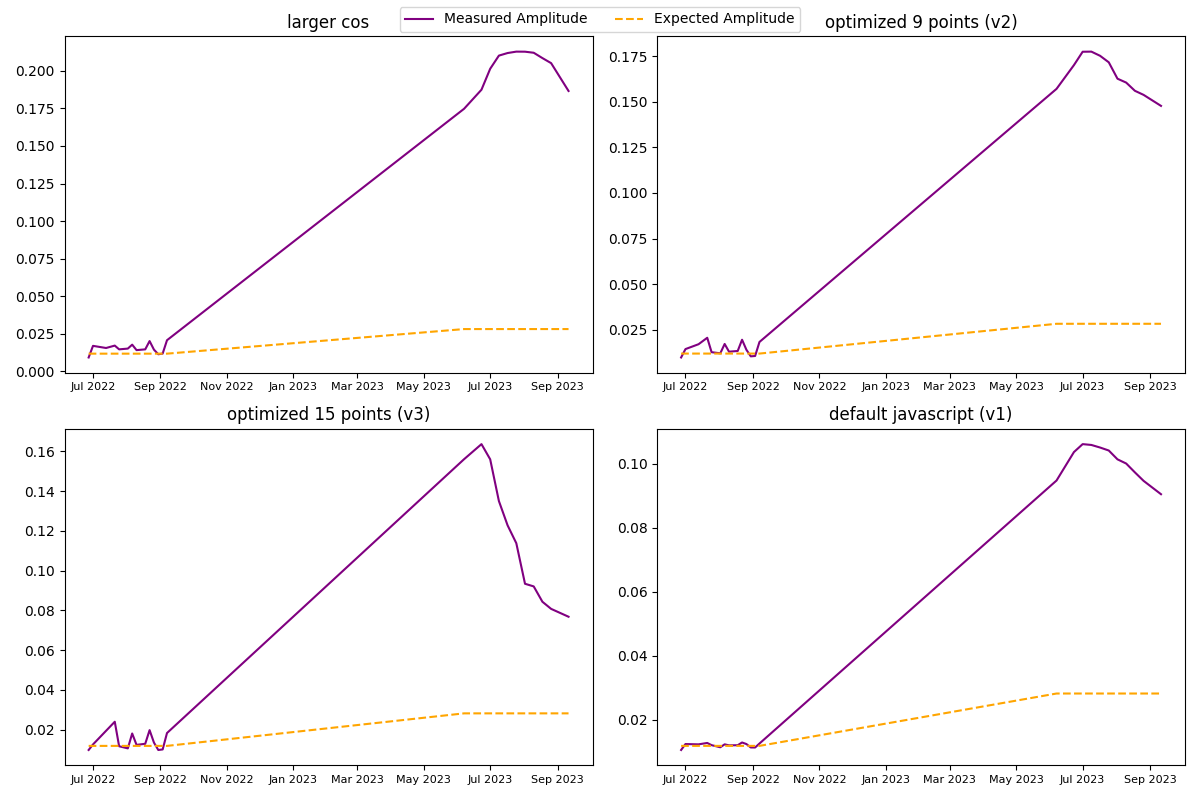 larger cos
Measured Amplitude
Expected Amplitude
optimized 9 points (v2)
0.200
0.175
0.150
0.125
0.100
0.075
0.050
0.025
0.000
Jul 2022 Sep 2022 Nov 2022 Jan 2023 Mar 2023 May 2023 Jul 2023 Sep 2023
0.175
0.150
0.125
0.100
0.075
0.050
0.025
Jul 2022 Sep 2022 Nov 2022 Jan 2023 Mar 2023 May 2023 Jul 2023 Sep 2023
optimized 15 points (v3)
0.16
0.14
0.12
0.10
0.08
0.06
0.04
0.02
Jul 2022 Sep 2022 Nov 2022 Jan 2023 Mar 2023 May 2023 Jul 2023 Sep 2023
default javascript (v1)
0.10
0.08
0.06
0.04
0.02
Jul 2022 Sep 2022 Nov 2022 Jan 2023 Mar 2023 May 2023 Jul 2023 Sep 2023